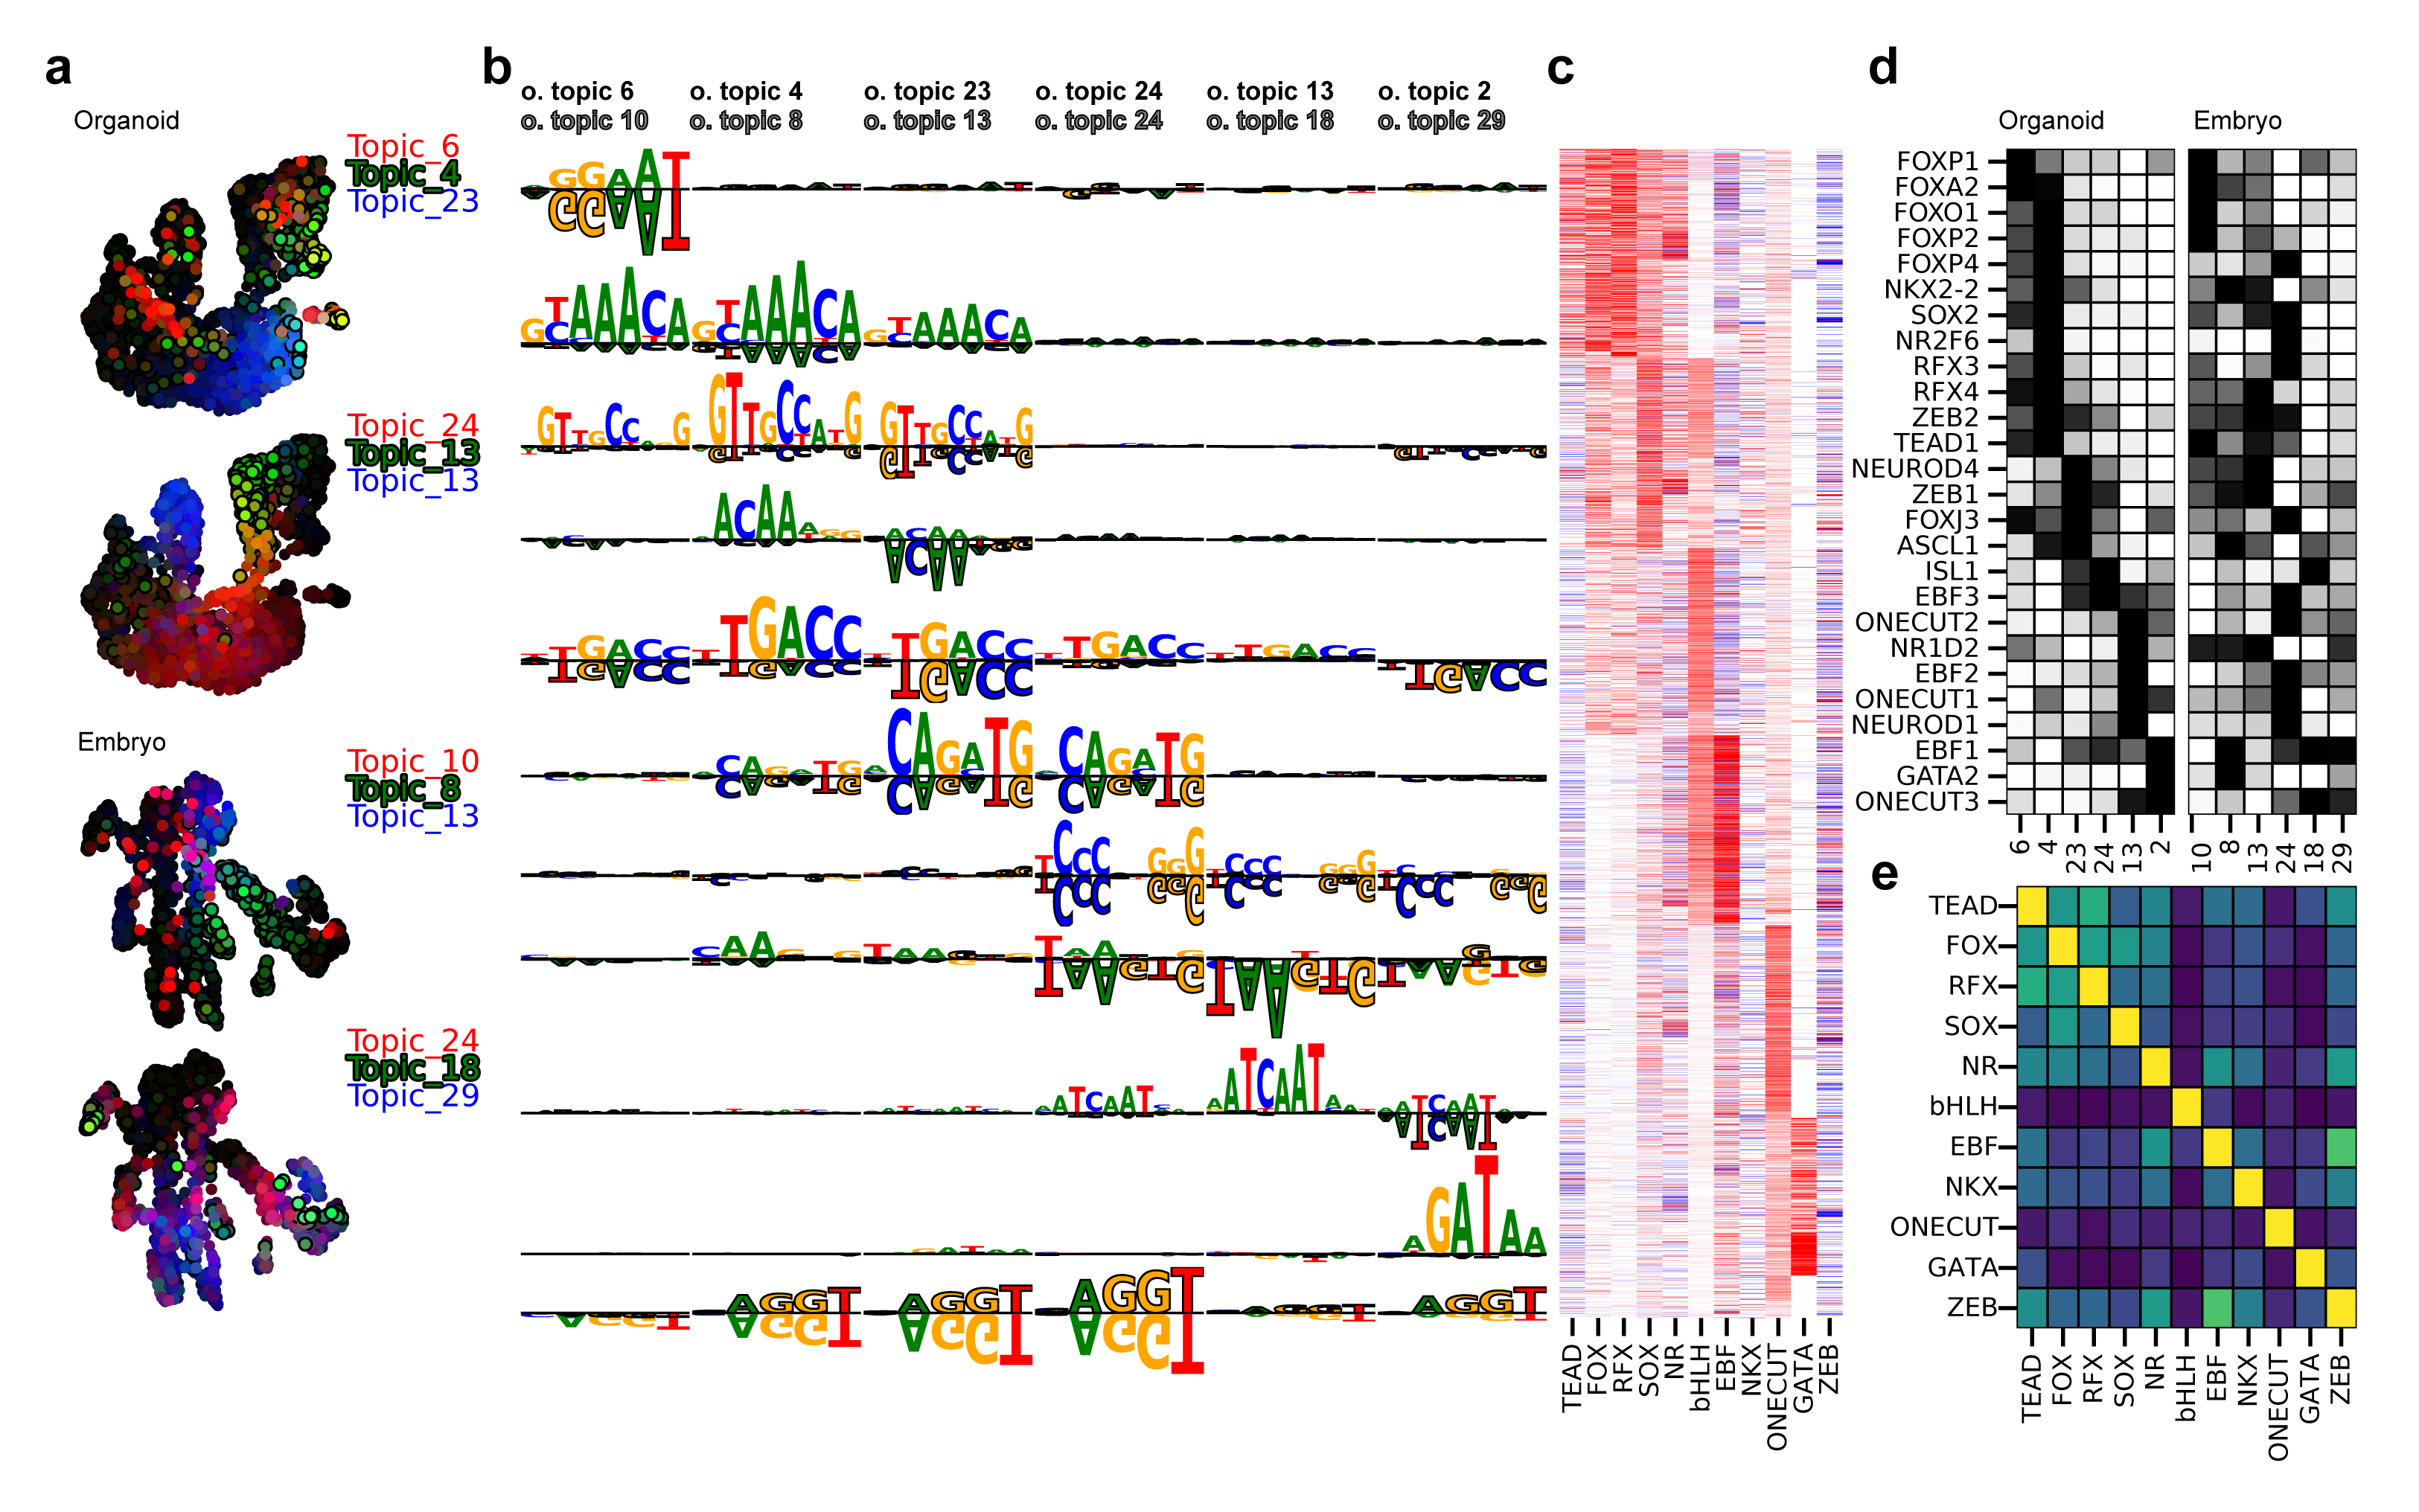 a
Organoid
Topic_6
Topic_4
Topic_23
Topic_24
Topic_13
Topic_13
Embryo
Topic_10
Topic_8
Topic_13
Topic_24
Topic_18
Topic_29
b
o. topic 6
o. topic 10
o. topic 4
o. topic 8
o. topic 23
o. topic 13
o. topic 24
o. topic 24
o. topic 13
o. topic 18
o. topic 2
o. topic 29
c
TEAD
FOX
RFX
SOX
NR
bHLH
EBF
NKX
ONECUT
GATA
ZEB
d
Organoid
Embryo
FOXP1
FOXA2
FOXO1
FOXP2
FOXP4
NKX2-2
SOX2
NR2F6
RFX3
RFX4
ZEB2
TEAD1
NEUROD4
ZEB1
FOXJ3
ASCL1
ISL1
EBF3
ONECUT2
NR1D2
EBF2
ONECUT1
NEUROD1
EBF1
GATA2
ONECUT3
6
4
23
24
13
2
10
8
13
24
18
29
e
TEAD
FOX
RFX
SOX
NR
bHLH
EBF
NKX
ONECUT
GATA
ZEB
TEAD
FOX
RFX
SOX
NR
bHLH
EBF
NKX
ONECUT
GATA
ZEB